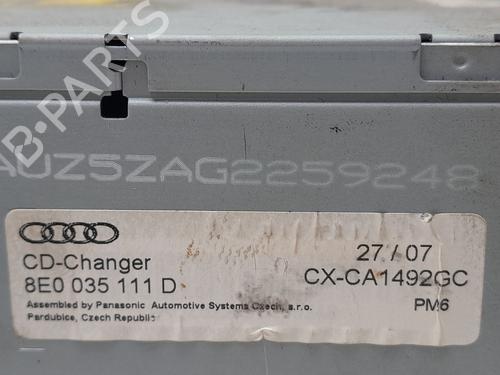 AUZ5ZAG2259248
CD-Changer
8E0 035 111 D
27/07
CX-CA1492GC
Assembled by Panasonic Automotive Systems Czech, s.r.o.
Pardubice, Czech Republic
PM6
B-PARTS